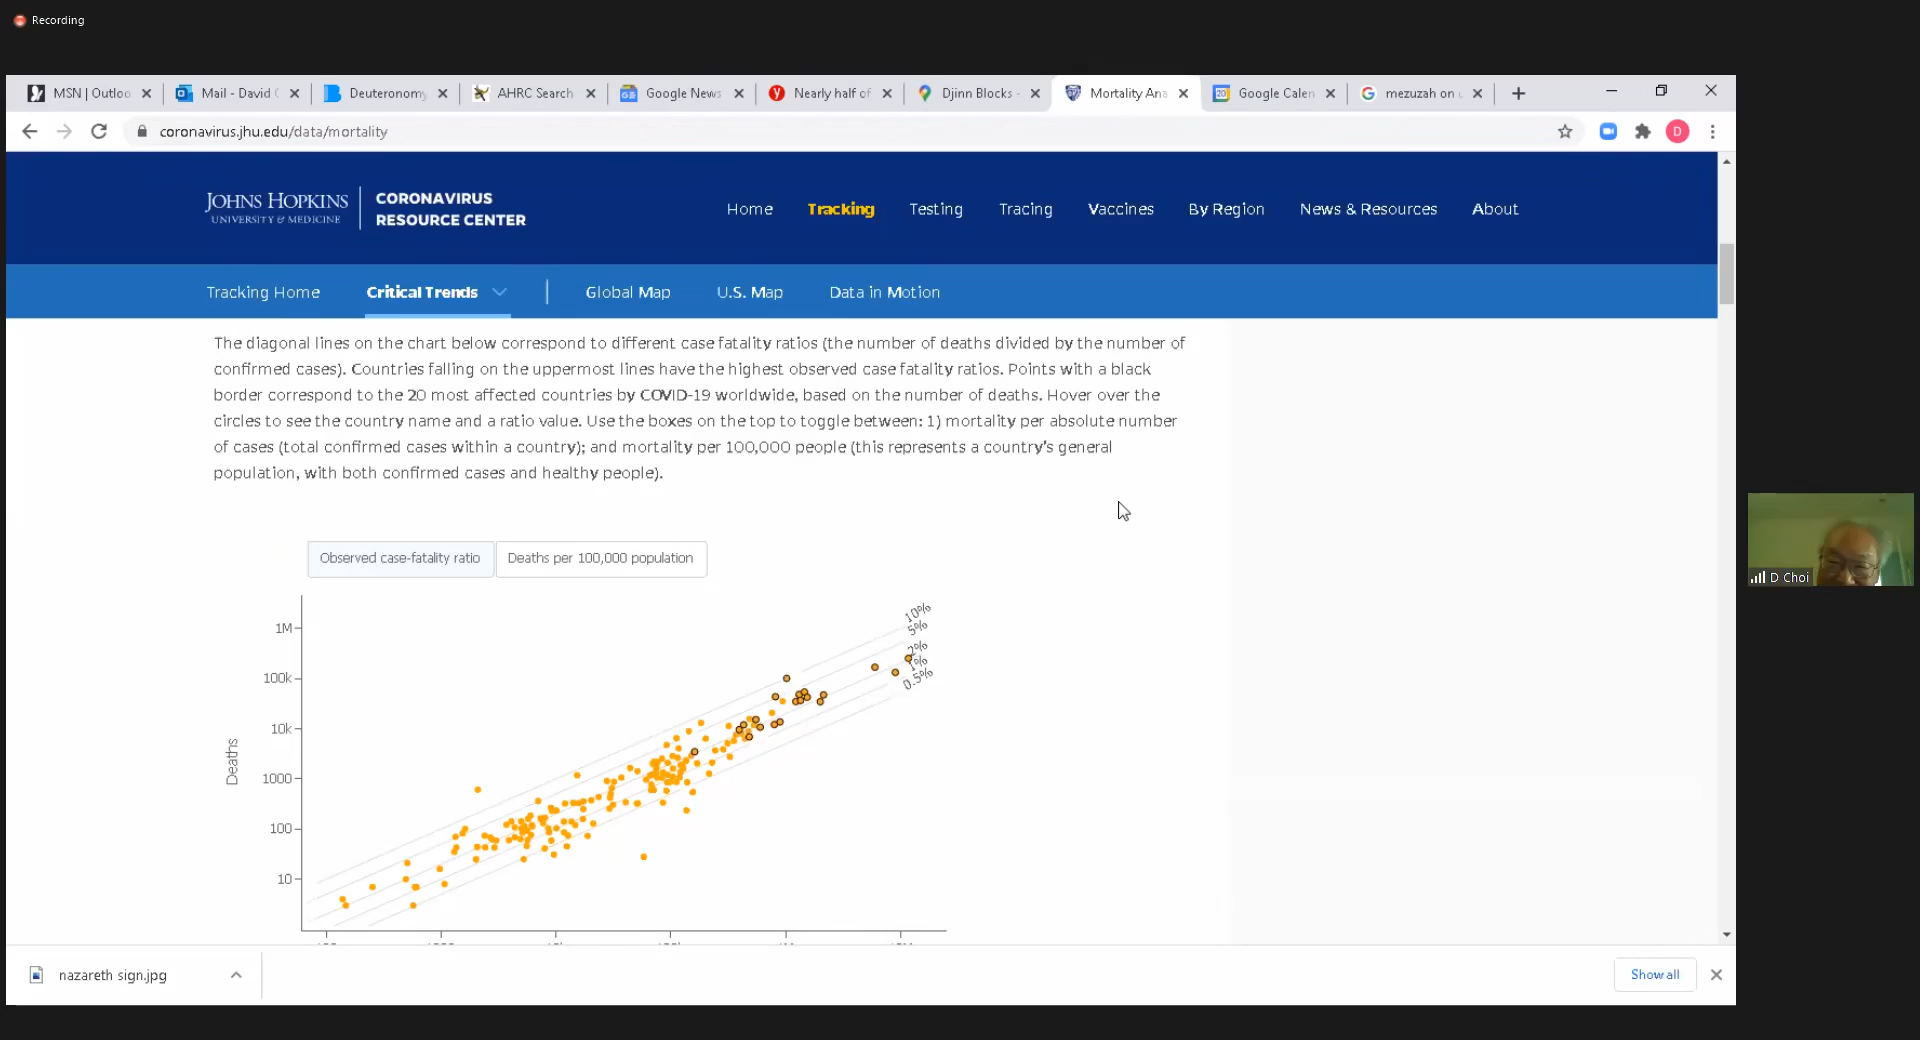 Recording
MSN | Outloo
Mail - David
Deuteronomy
AHRC Search
Google News
Nearly half of
Djinn Blocks -
Mortality Ana
Google Calen
mezuzah on
coronavirus.jhu.edu/data/mortality
D
JOHNS HOPKINS
UNIVERSITY & MEDICINE
CORONAVIRUS
RESOURCE CENTER
Home
Tracking
Testing
Tracing
Vaccines
By Region
News & Resources
About
Tracking Home
Critical Trends
Global Map
U.S. Map
Data in Motion
The diagonal lines on the chart below correspond to different case fatality ratios (the number of deaths divided by the number of
confirmed cases). Countries falling on the uppermost lines have the highest observed case fatality ratios. Points with a black
border correspond to the 20 most affected countries by COVID-19 worldwide, based on the number of deaths. Hover over the
circles to see the country name and a ratio value. Use the boxes on the top to toggle between: 1) mortality per absolute number
of cases (total confirmed cases within a country); and mortality per 100,000 people (this represents a country's general
population, with both confirmed cases and healthy people).
Observed case-fatality ratio
Deaths per 100,000 population
10%
5%
2%
1%
0.5%
1M
100k
10k
1000
100
10
Deaths
D Choi
nazareth sign.jpg
Show all